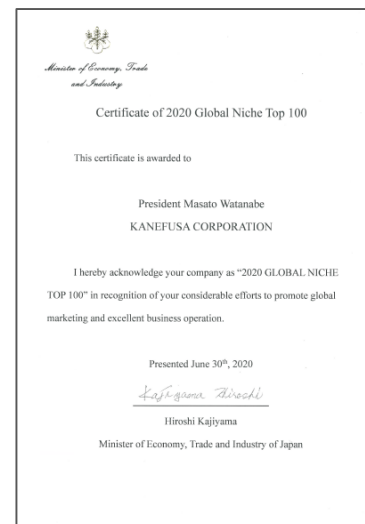 Minister of Economy, Trade
and Industry
Certificate of 2020 Global Niche Top 100
This certificate is awarded to
President Masato Watanabe
KANEFUSA CORPORATION
I hereby acknowledge your company as “2020 GLOBAL NICHE
TOP 100” in recognition of your considerable efforts to promote global
marketing and excellent business operation.
Presented June 30th, 2020
Kajiyama Hiroshi
Hiroshi Kajiyama
Minister of Economy, Trade and Industry of Japan